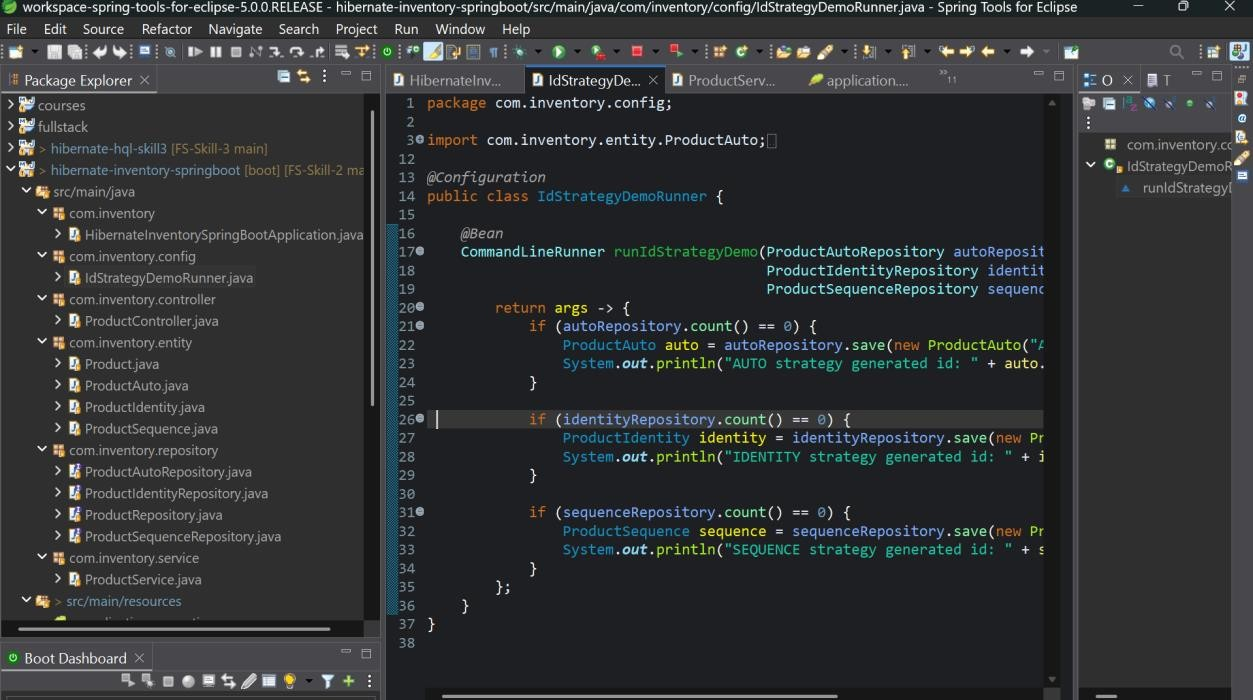 workspace-spring-tools-for-eclipse-5.0.0.RELEASE - hibernate-inventory-springboot/src/main/java/com/inventory/config/IdStrategyDemoRunner.java - Spring Tools for Eclipse
File Edit Source Refactor Navigate Search Project Run Window Help
Package Explorer
courses
fullstack
> hibernate-hql-skill3 [FS-Skill-3 main]
> hibernate-inventory-springboot [boot] [FS-Skill-2 ma
src/main/java
com.inventory
HibernateInventorySpringBootApplication.java
com.inventory.config
IdStrategyDemoRunner.java
com.inventory.controller
ProductController.java
com.inventory.entity
Product.java
ProductAuto.java
ProductIdentity.java
ProductSequence.java
com.inventory.repository
ProductAutoRepository.java
ProductIdentityRepository.java
ProductRepository.java
ProductSequenceRepository.java
com.inventory.service
ProductService.java
> src/main/resources
Boot Dashboard
HibernateInv... IdStrategyDe... ProductServ... application.... »11
1 package com.inventory.config;
2
3 import com.inventory.entity.ProductAuto;
12
13 @Configuration
14 public class IdStrategyDemoRunner {
15
16 @Bean
17 CommandLineRunner runIdStrategyDemo(ProductAutoRepository autoReposit
18 ProductIdentityRepository identit
19 ProductSequenceRepository sequenc
20 return args -> {
21 if (autoRepository.count() == 0) {
22 ProductAuto auto = autoRepository.save(new ProductAuto("A
23 System.out.println("AUTO strategy generated id: " + auto.
24 }
25
26 if (identityRepository.count() == 0) {
27 ProductIdentity identity = identityRepository.save(new Pr
28 System.out.println("IDENTITY strategy generated id: " + i
29 }
30
31 if (sequenceRepository.count() == 0) {
32 ProductSequence sequence = sequenceRepository.save(new Pr
33 System.out.println("SEQUENCE strategy generated id: " + s
34 }
35 };
36 }
37 }
38
O T
com.inventory.co
IdStrategyDemoR
runIdStrategyI